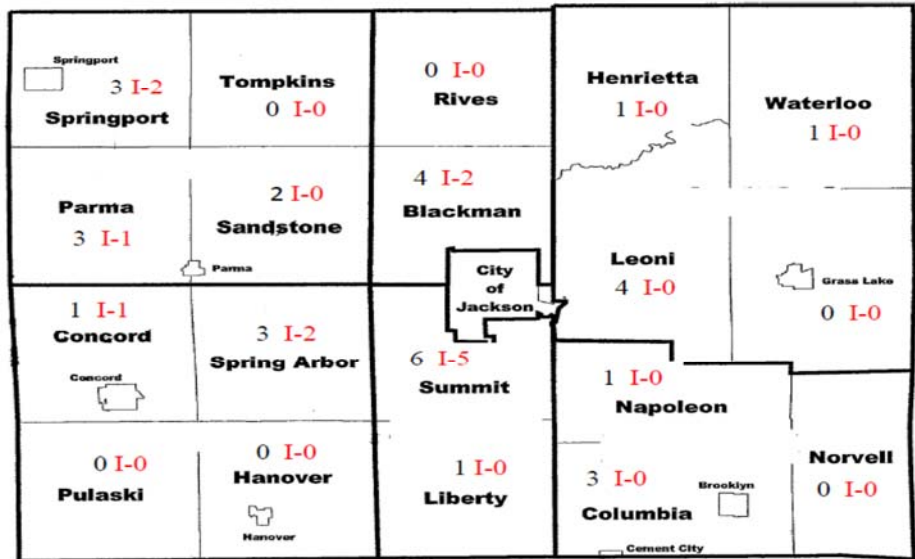 Springport
3 I-2
Springport
Tompkins
0 I-0
0 I-0
Rives
Henrietta
1 I-0
Waterloo
1 I-0
Parma
3 I-1
2 I-0
Sandstone
Parma
4 I-2
Blackman
City
of
Jackson
Leoni
4 I-0
Grass Lake
0 I-0
1 I-1
Concord
Concord
3 I-2
Spring Arbor
6 I-5
Summit
1 I-0
Napoleon
0 I-0
Pulaski
0 I-0
Hanover
Hanover
1 I-0
Liberty
3 I-0
Columbia
Brooklyn
Cement City
Norvell
0 I-0